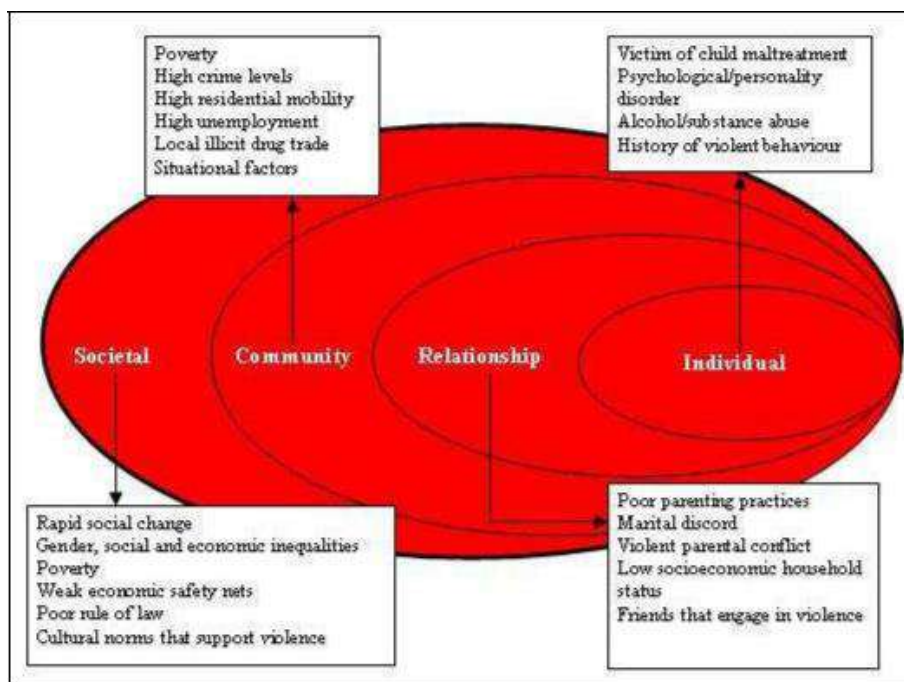 Poverty
High crime levels
High residential mobility
High unemployment
Local illicit drug trade
Situational factors
Victim of child maltreatment
Psychological/personality
disorder
Alcohol/substance abuse
History of violent behaviour
Societal
Community
Relationship
Individual
Rapid social change
Gender, social and economic inequalities
Poverty
Weak economic safety nets
Poor rule of law
Cultural norms that support violence
Poor parenting practices
Marital discord
Violent parental conflict
Low socioeconomic household
status
Friends that engage in violence